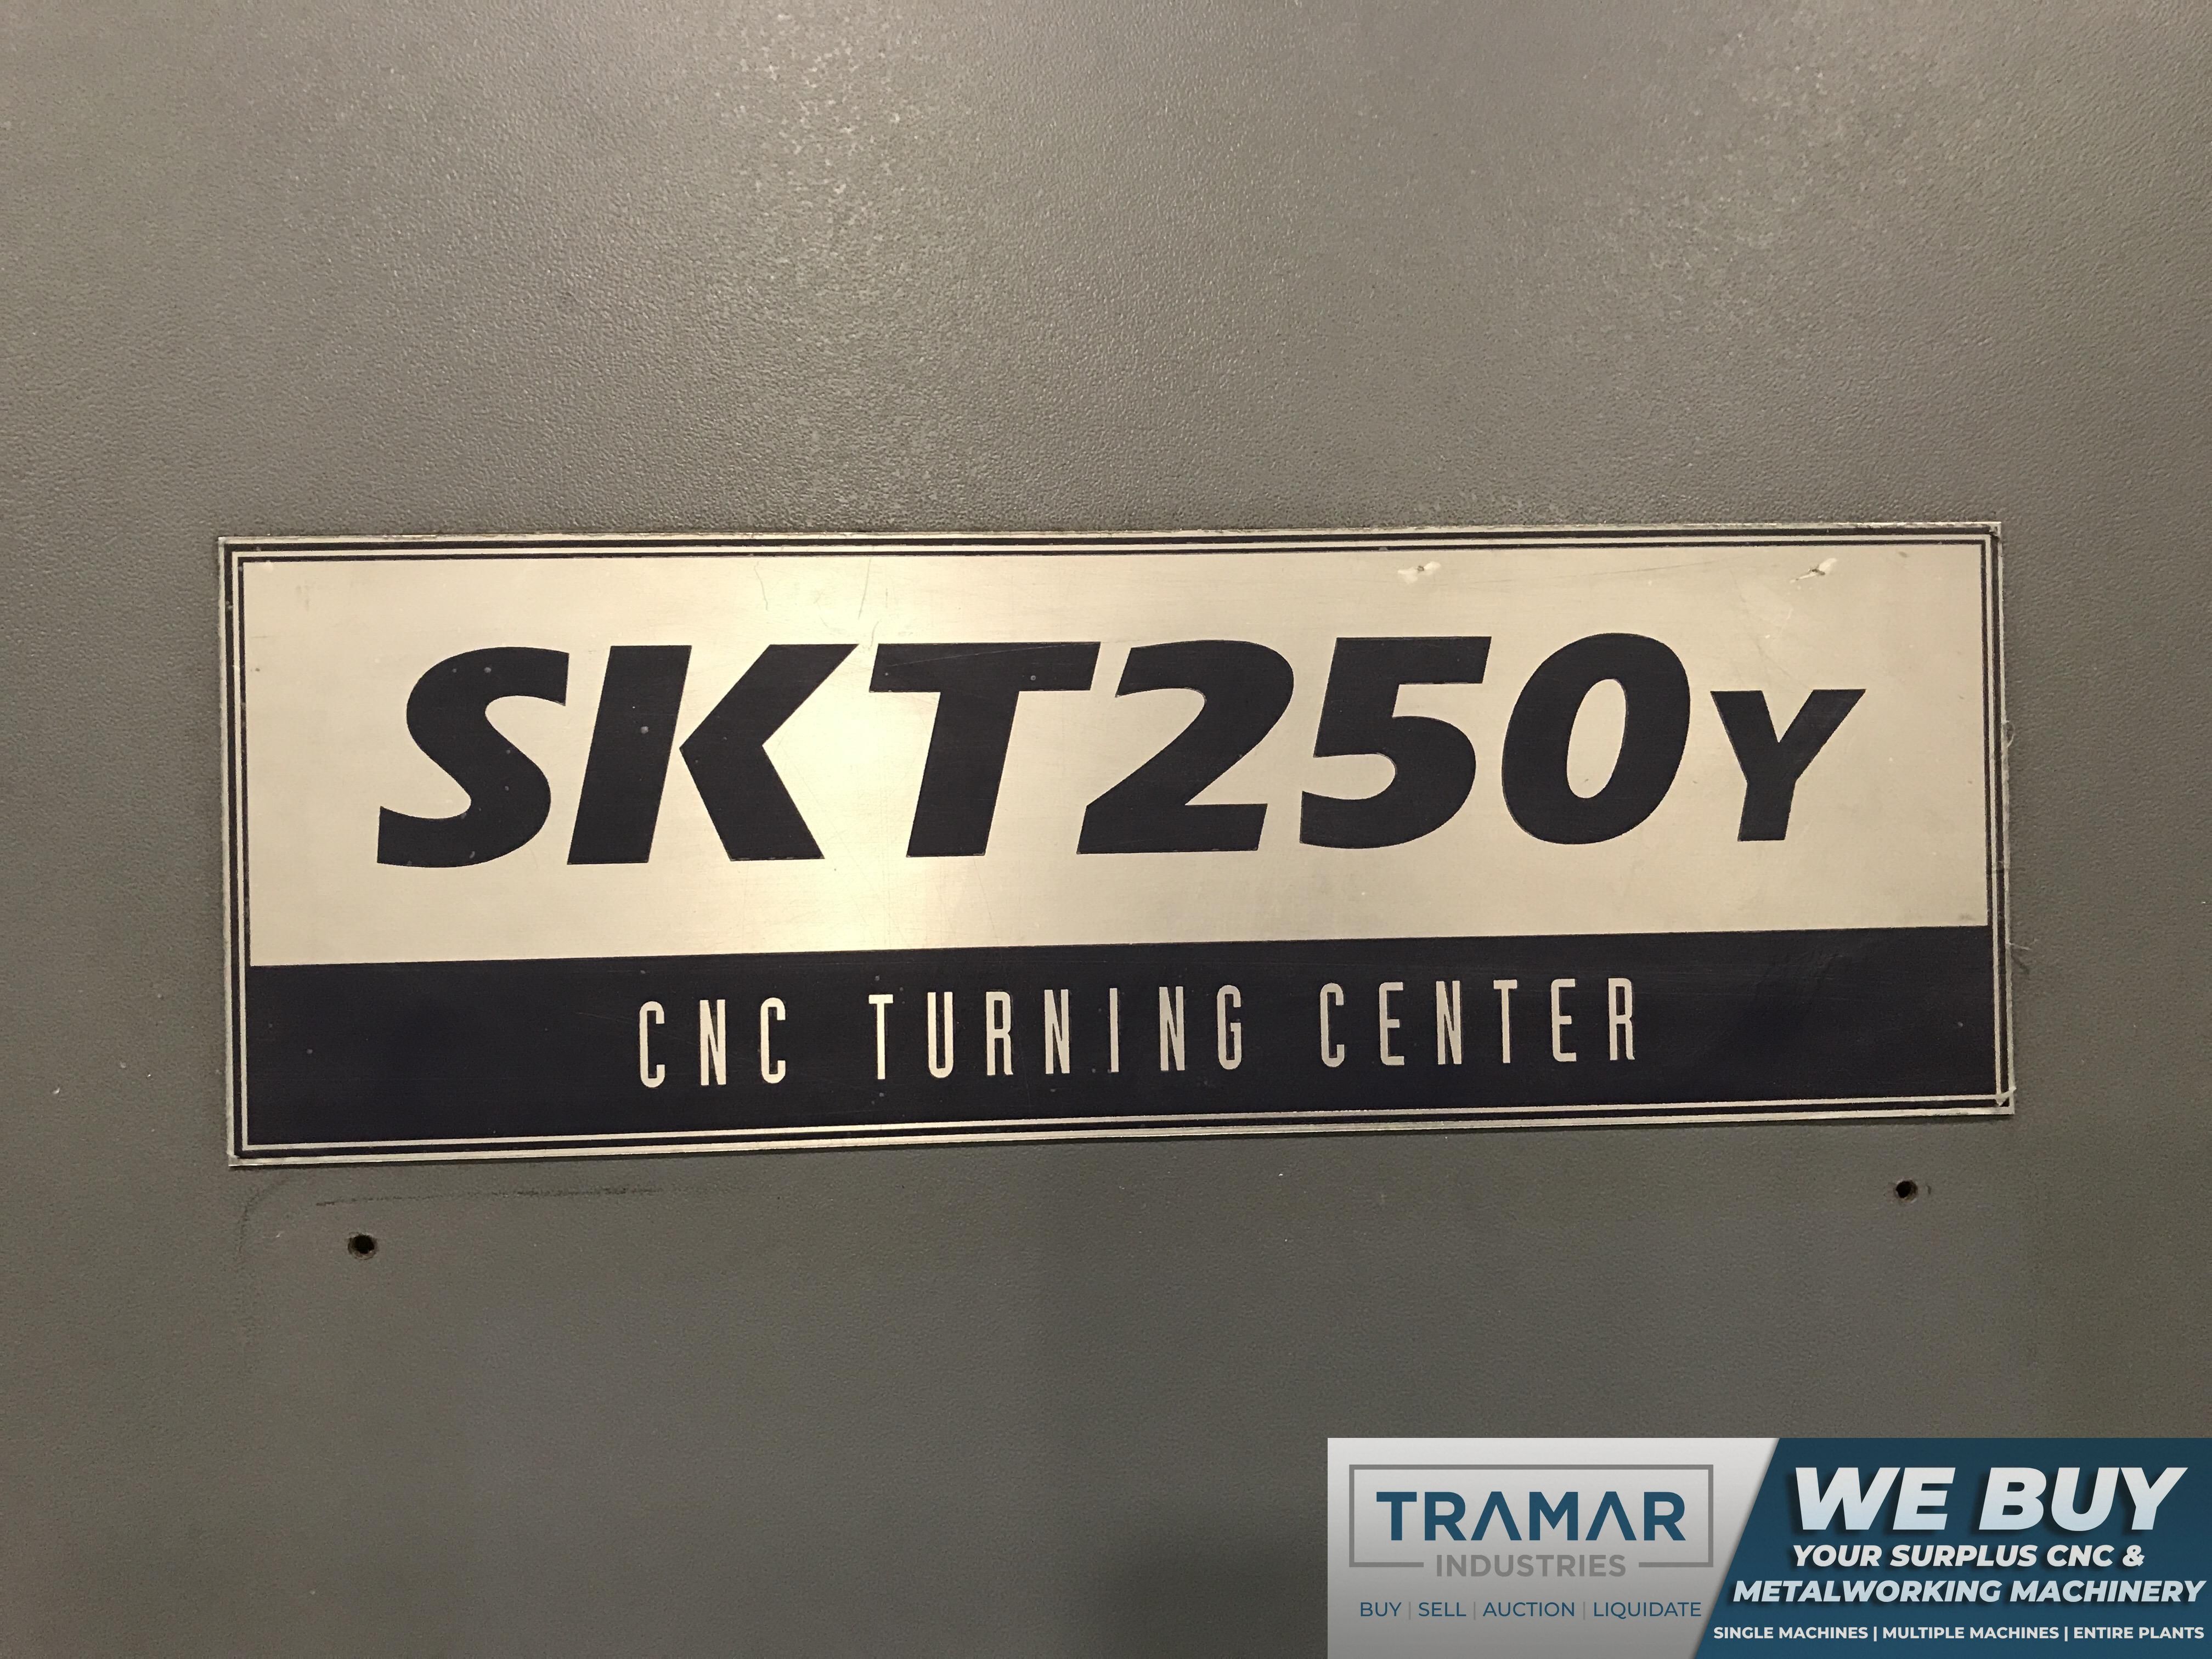 SKT250Y
CNC TURNING CENTER
TRAMAR
INDUSTRIES
BUY | SELL | AUCTION | LIQUIDATE
WE BUY
YOUR SURPLUS CNC &
METALWORKING MACHINERY
SINGLE MACHINES | MULTIPLE MACHINES | ENTIRE PLANTS